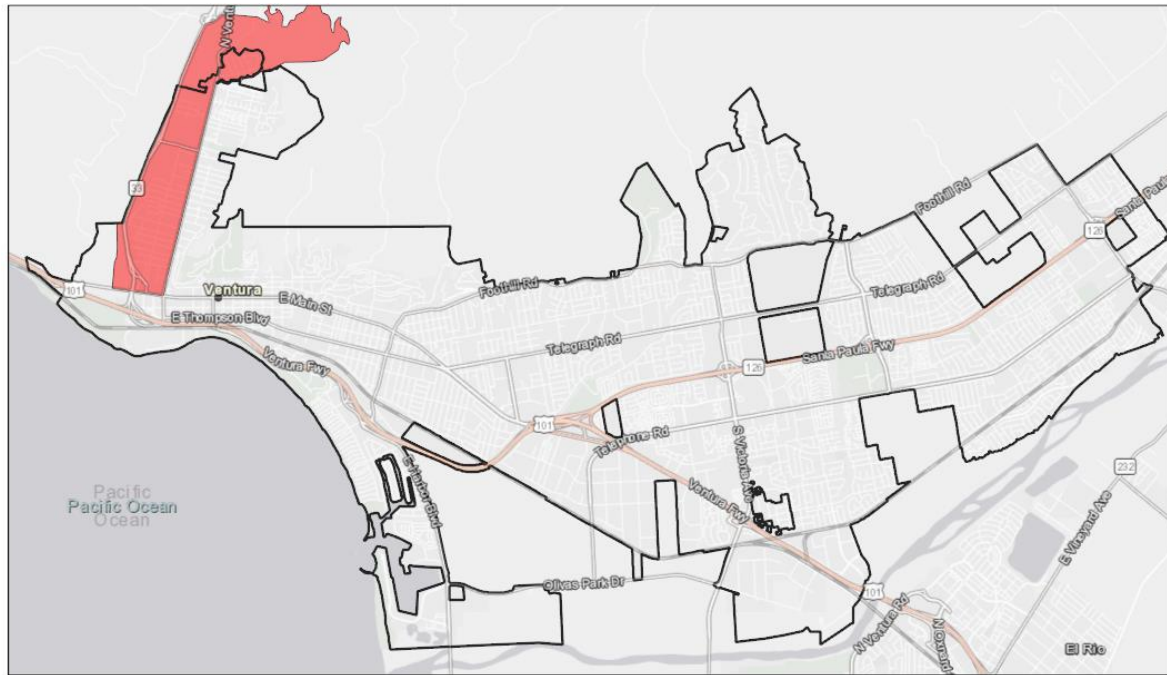 N Vent
33
101
Ventura
E Main St
E Thompson Blvd
Ventura Fwy
Foothill Rd
Telegraph Rd
Foothill Rd
Telegraph Rd
Santa Paula
126
Santa Paula Fwy
126
101
Telephone Rd
S Victoria Ave
Ventura Fwy
E Harbor Blvd
Olivas Park Dr
101
N Ventura Rd
E Vineyard Ave
232
N Oxnard
El Rio
Pacific
Pacific Ocean
Ocean